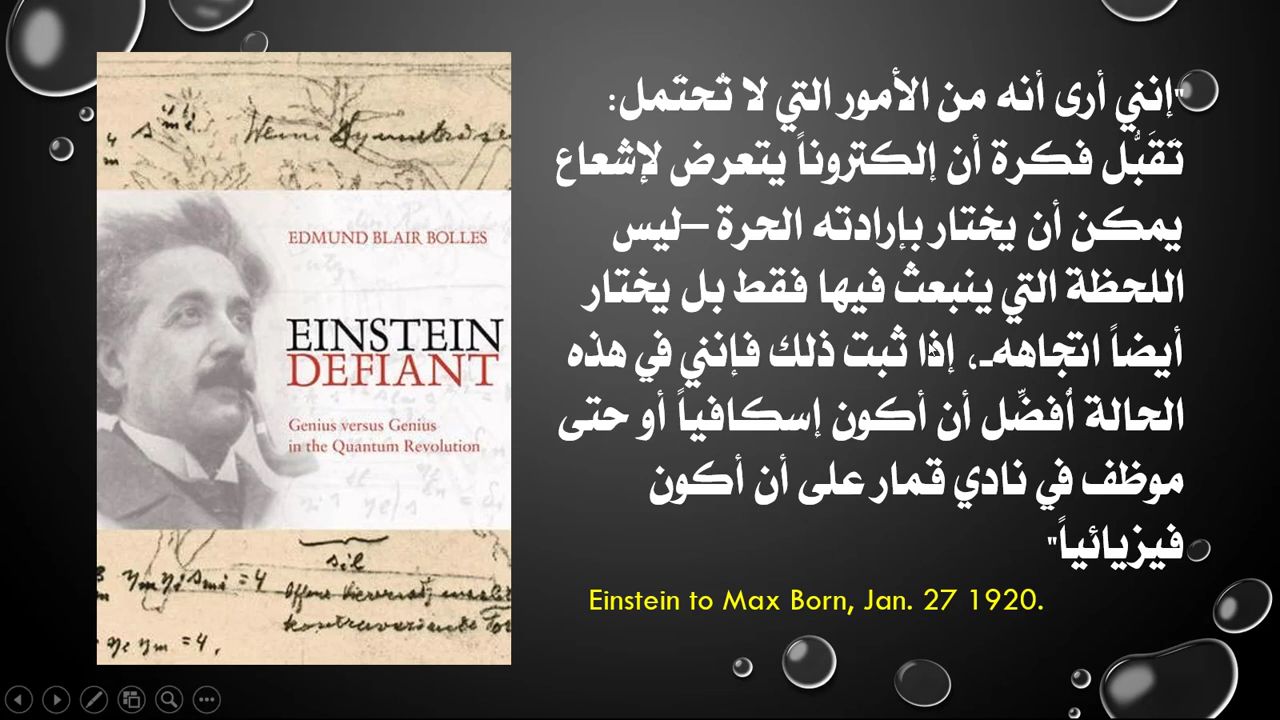 EDMUND BLAIR BOLLES
EINSTEIN
DEFIANT
Genius versus Genius
in the Quantum Revolution
"إنني أرى أنه من الأمور التي لا تُحتمل:
تَقَبُّل فكرة أن إلكتروناً يتعرض لإشعاع
يمكن أن يختار بإرادته الحرة –ليس
اللحظة التي ينبعث فيها فقط بل يختار
أيضاً اتجاهه-، إذا ثبت ذلك فإنني في هذه
الحالة أفضِّل أن أكون إسكافياً أو حتى
موظف في نادي قمار على أن أكون
فيزيائياً"
Einstein to Max Born, Jan. 27 1920.